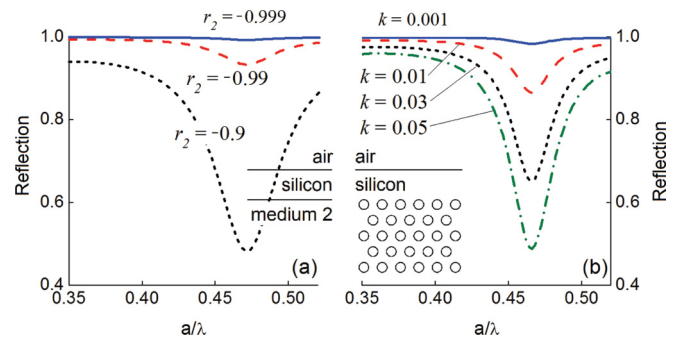 r₂ = -0.999
r₂ = -0.99
r₂ = -0.9
air
silicon
medium 2
(a)
Reflection
1.0
0.8
0.6
0.4
0.35
0.40
0.45
0.50
a/λ
k = 0.001
k = 0.01
k = 0.03
k = 0.05
air
silicon
(b)
Reflection
1.0
0.8
0.6
0.4
0.35
0.40
0.45
0.50
a/λ